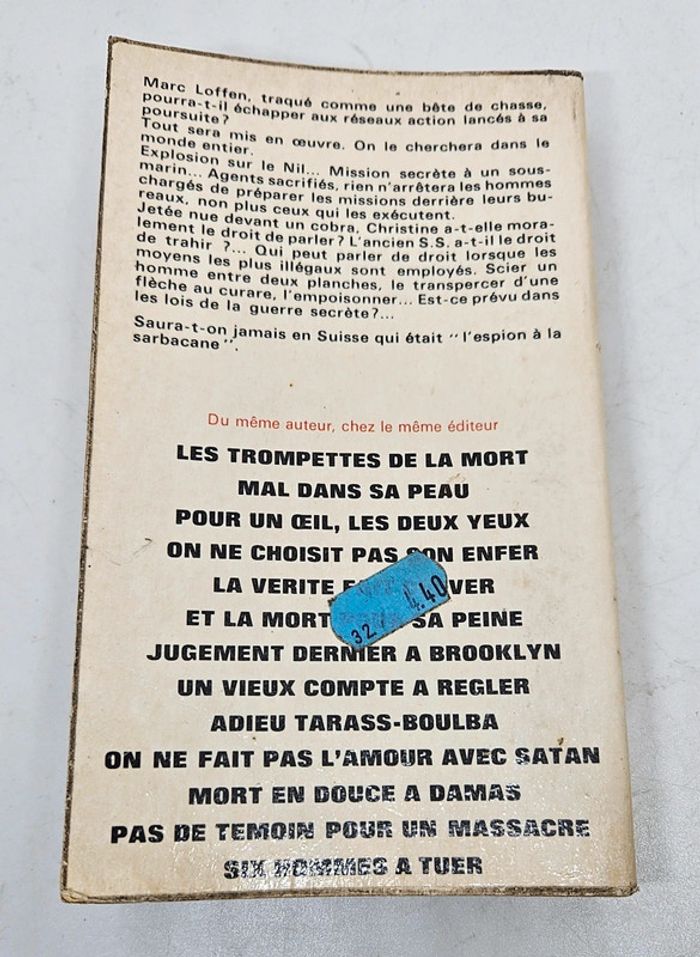 Marc Loffen, traqué comme une bête de chasse,
pourra-t-il échapper aux réseaux action lancés à sa
poursuite?
Tout sera mis en œuvre. On le cherchera dans le
monde entier.
Explosion sur le Nil... Mission secrète à un sous-
marin... Agents sacrifiés, rien n'arrêtera les hommes
chargés de préparer les missions derrière leurs bu-
reaux, non plus ceux qui les exécutent.
Jetée nue devant un cobra, Christine a-t-elle mora-
lement le droit de parler? L'ancien S.S. a-t-il le droit
de trahir ?... Qui peut parler de droit lorsque les
moyens les plus illégaux sont employés. Scier un
homme entre deux planches, le transpercer d'une
flèche au curare, l'empoisonner... Est-ce prévu dans
les lois de la guerre secrète?...
Saura-t-on jamais en Suisse qui était " l'espion à la
sarbacane ".
Du même auteur, chez le même éditeur
LES TROMPETTES DE LA MORT
MAL DANS SA PEAU
POUR UN ŒIL, LES DEUX YEUX
ON NE CHOISIT PAS SON ENFER
LA VERITE
ET LA MORT SA PEINE
32 4.40
JUGEMENT DERNIER A BROOKLYN
UN VIEUX COMPTE A REGLER
ADIEU TARASS-BOULBA
ON NE FAIT PAS L'AMOUR AVEC SATAN
MORT EN DOUCE A DAMAS
PAS DE TEMOIN POUR UN MASSACRE
SIX HOMMES A TUER